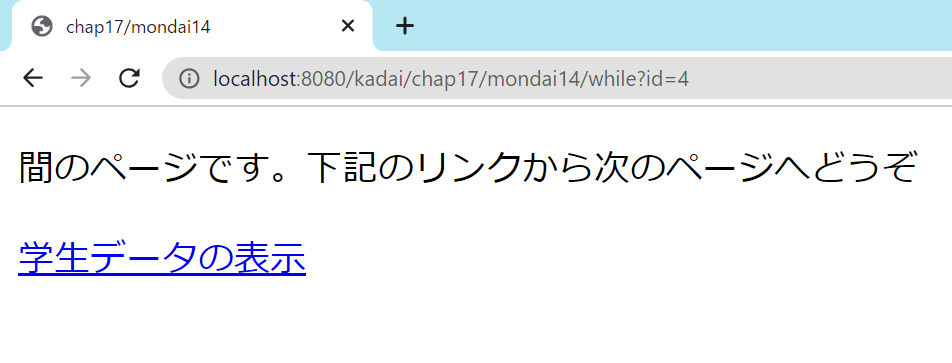 chap17/mondai14
localhost:8080/kadai/chap17/mondai14/while?id=4
間のページです。下記のリンクから次のページへどうぞ
学生データの表示